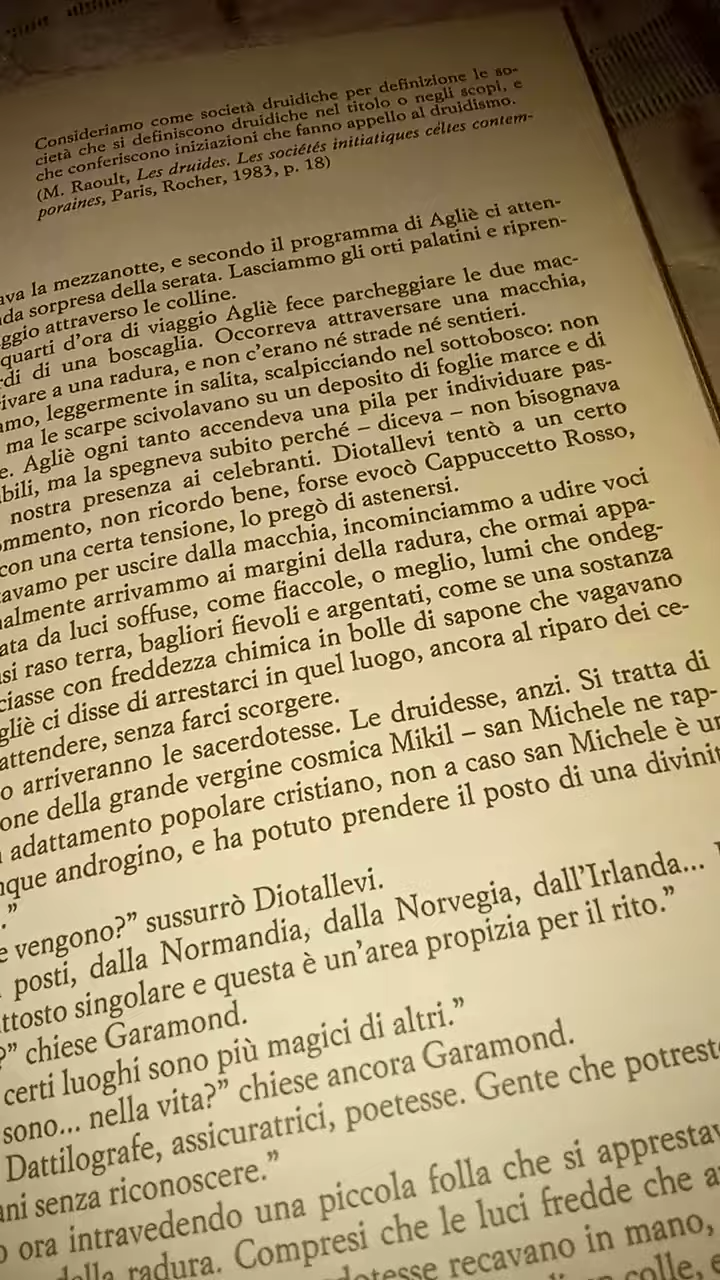 Consideriamo come società druidiche per definizione le so-
cietà che si definiscono druidiche nel titolo o negli scopi, e
che conferiscono iniziazioni che fanno appello al druidismo.
(M. Raoult, Les druides. Les sociétés initiatiques celtes contem-
poraines, Paris, Rocher, 1983, p. 18)
ava la mezzanotte, e secondo il programma di Agliè ci atten-
da sorpresa della serata. Lasciammo gli orti palatini e ripren-
ggio attraverso le colline.
quarti d'ora di viaggio Agliè fece parcheggiare le due mac-
rdi di una boscaglia. Occorreva attraversare una macchia,
ivare a una radura, e non c'erano né strade né sentieri.
amo, leggermente in salita, scalpicciando nel sottobosco: non
ma le scarpe scivolavano su un deposito di foglie marce e di
e. Agliè ogni tanto accendeva una pila per individuare pas-
bili, ma la spegneva subito perché – diceva – non bisognava
nostra presenza ai celebranti. Diotallevi tentò a un certo
ommento, non ricordo bene, forse evocò Cappuccetto Rosso,
con una certa tensione, lo pregò di astenersi.
avamo per uscire dalla macchia, incominciammo a udire voci
almente arrivammo ai margini della radura, che ormai appa-
ata da luci soffuse, come fiaccole, o meglio, lumi che ondeg-
si raso terra, bagliori fievoli e argentati, come se una sostanza
ciasse con freddezza chimica in bolle di sapone che vagavano
gliè ci disse di arrestarci in quel luogo, ancora al riparo dei ce-
attendere, senza farci scorgere.
o arriveranno le sacerdotesse. Le druidesse, anzi. Si tratta di
one della grande vergine cosmica Mikil – san Michele ne rap-
adattamento popolare cristiano, non a caso san Michele è un
nque androgino, e ha potuto prendere il posto di una divinit
.”
e vengono?” sussurrò Diotallevi.
posti, dalla Normandia, dalla Norvegia, dall'Irlanda...
ttosto singolare e questa è un'area propizia per il rito.”
?” chiese Garamond.
certi luoghi sono più magici di altri.”
sono... nella vita?” chiese ancora Garamond.
Dattilografe, assicuratrici, poetesse. Gente che potreste
ani senza riconoscere.”
o ora intravedendo una piccola folla che si apprestav
della radura. Compresi che le luci fredde che a
dotesse recavano in mano,
colle, e